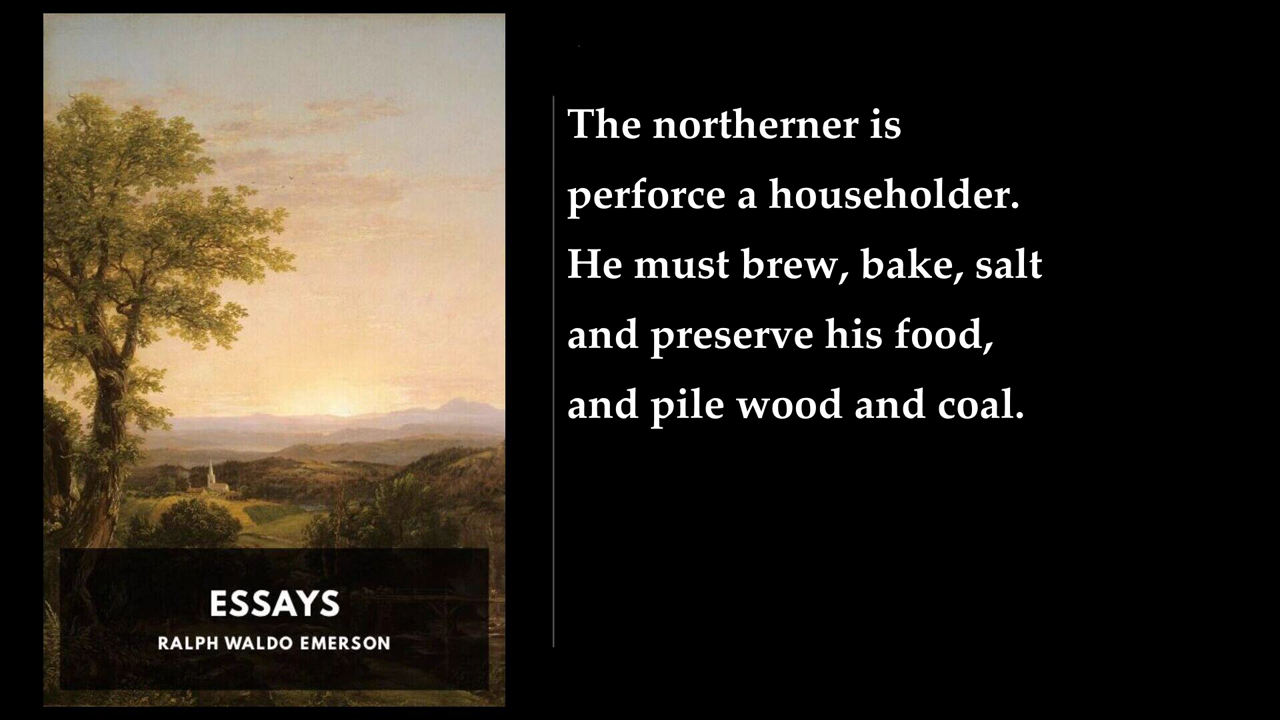 The northerner is
perforce a householder.
He must brew, bake, salt
and preserve his food,
and pile wood and coal.
ESSAYS
RALPH WALDO EMERSON